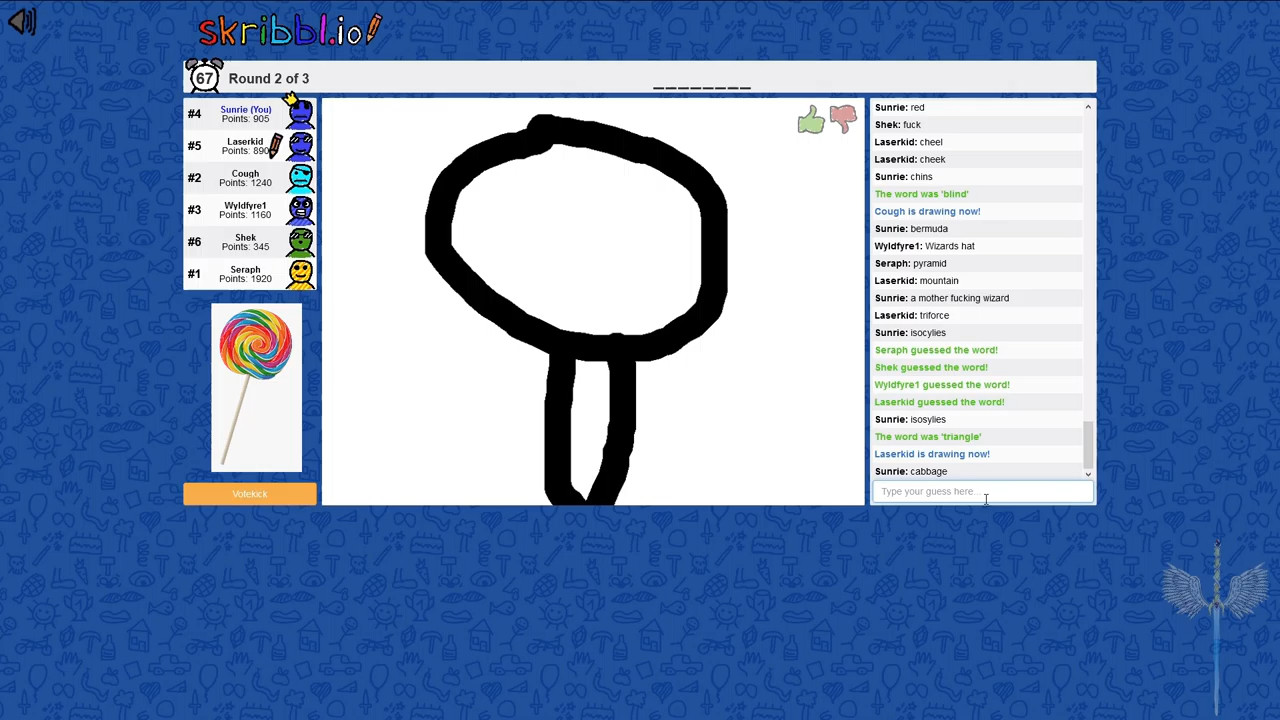 skribbl.io
67
Round 2 of 3
________
#4
Sunrie (You)
Points: 905
#5
Laserkid
Points: 890
#2
Cough
Points: 1240
#3
Wyldfyre1
Points: 1160
#6
Shek
Points: 345
#1
Seraph
Points: 1920
Votekick
Sunrie: red
Shek: fuck
Laserkid: cheel
Laserkid: cheek
Sunrie: chins
The word was 'blind'
Cough is drawing now!
Sunrie: bermuda
Wyldfyre1: Wizards hat
Seraph: pyramid
Laserkid: mountain
Sunrie: a mother fucking wizard
Laserkid: triforce
Sunrie: isocylies
Seraph guessed the word!
Shek guessed the word!
Wyldfyre1 guessed the word!
Laserkid guessed the word!
Sunrie: isosylies
The word was 'triangle'
Laserkid is drawing now!
Sunrie: cabbage
Type your guess here...